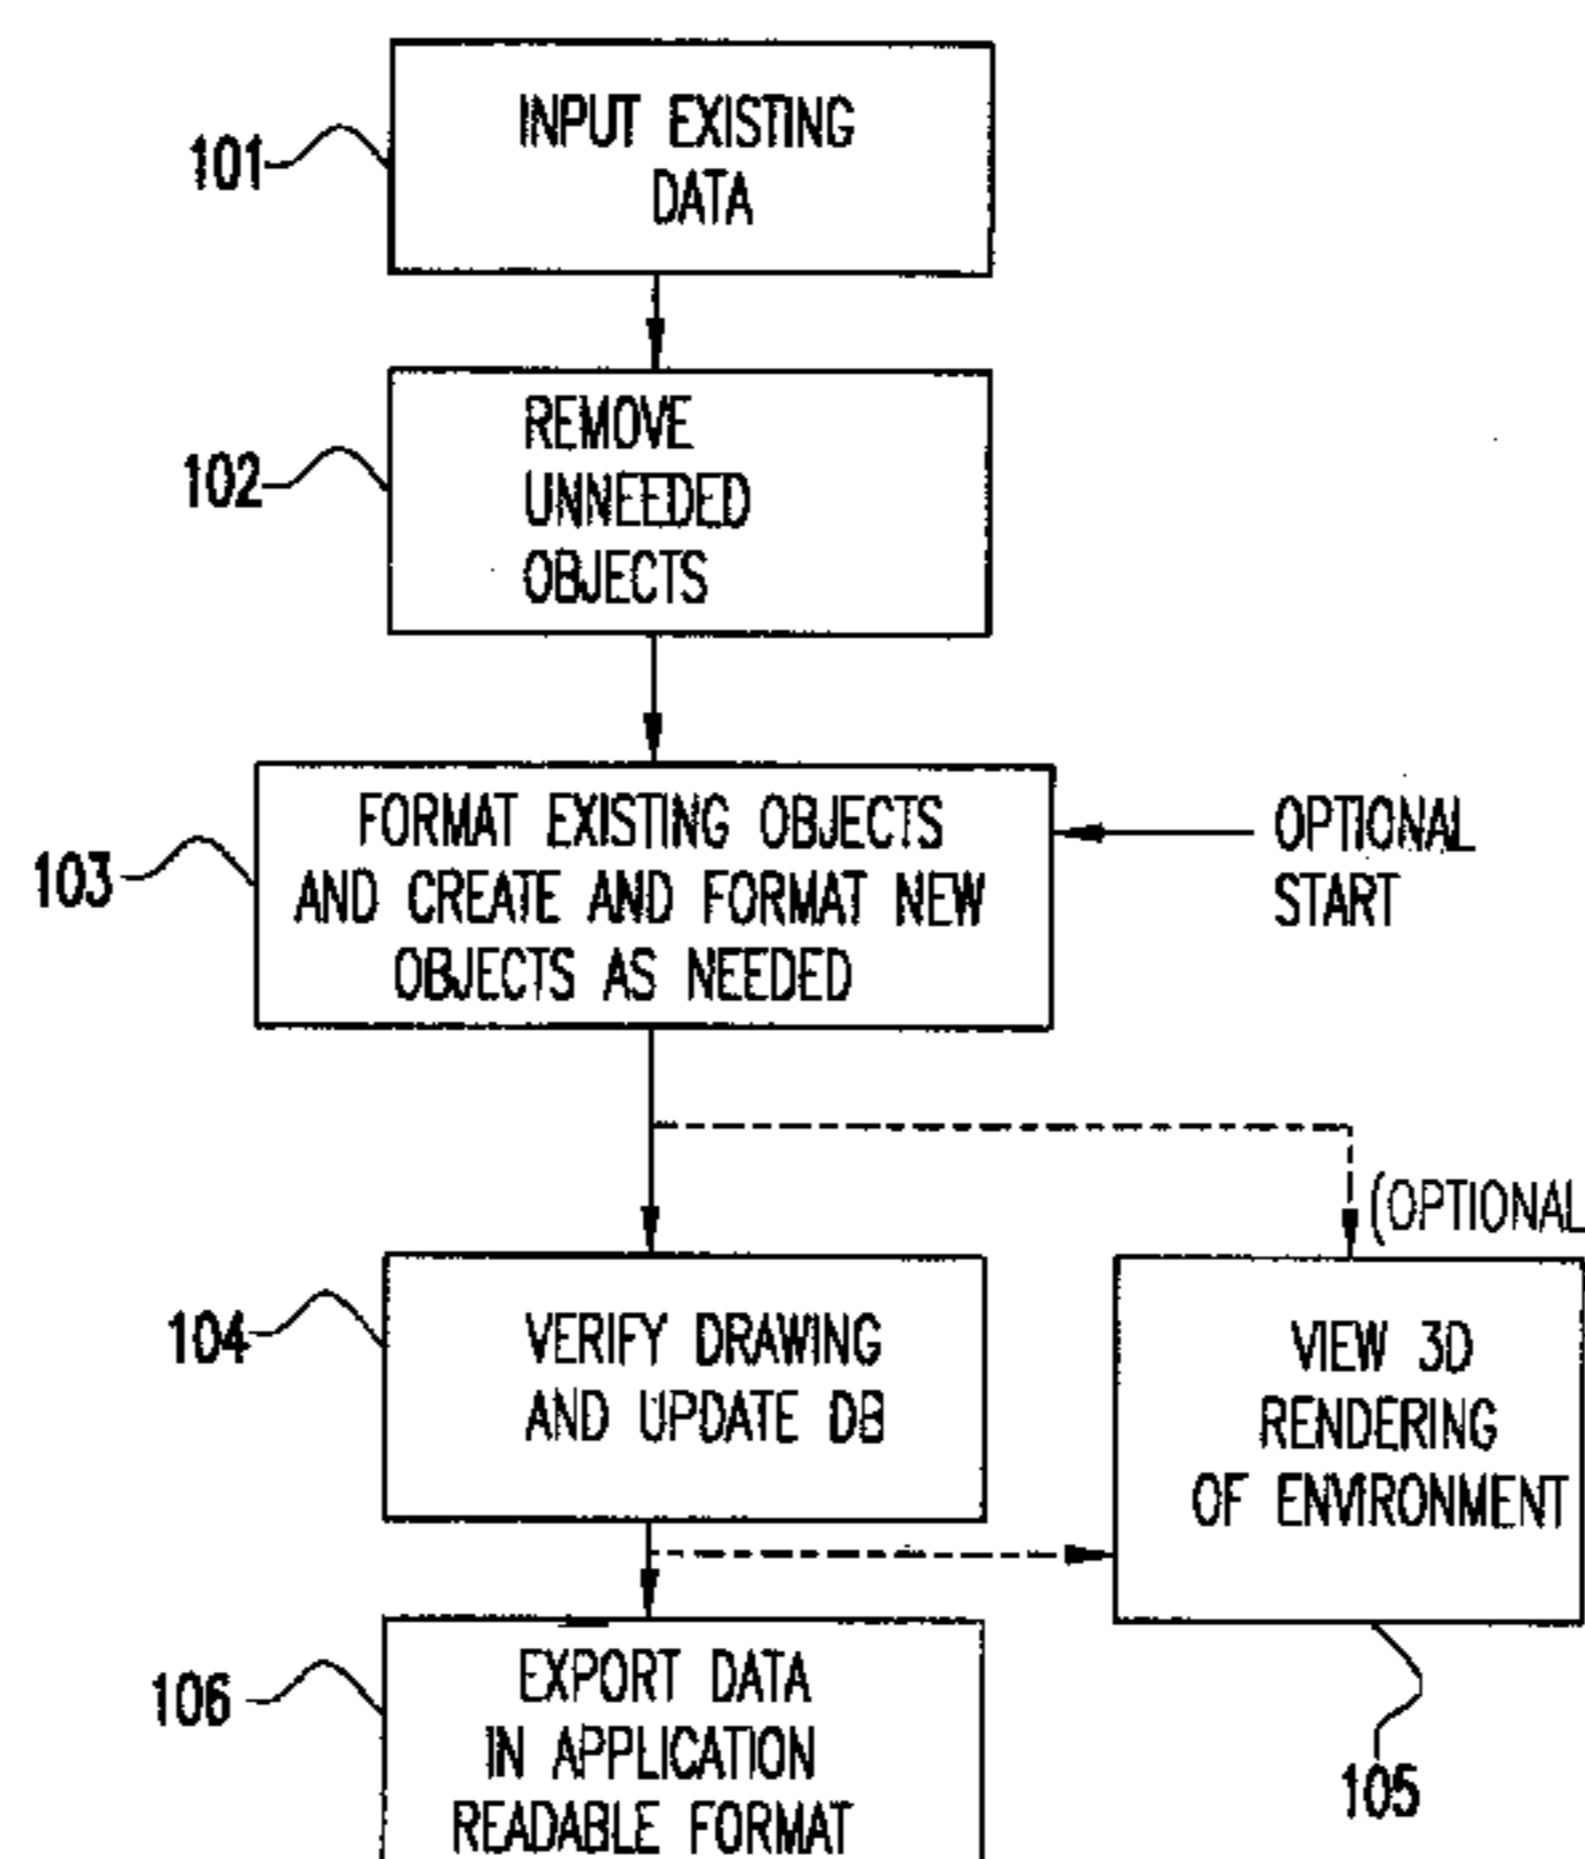 INPUT EXISTING
DATA
101
REMOVE
UNNEEDED
OBJECTS
102
FORMAT EXISTING OBJECTS
AND CREATE AND FORMAT NEW
OBJECTS AS NEEDED
103
OPTIONAL
START
(OPTIONAL
VERIFY DRAWING
AND UPDATE DB
104
VIEW 3D
RENDERING
OF ENVIRONMENT
105
EXPORT DATA
IN APPLICATION
READABLE FORMAT
106